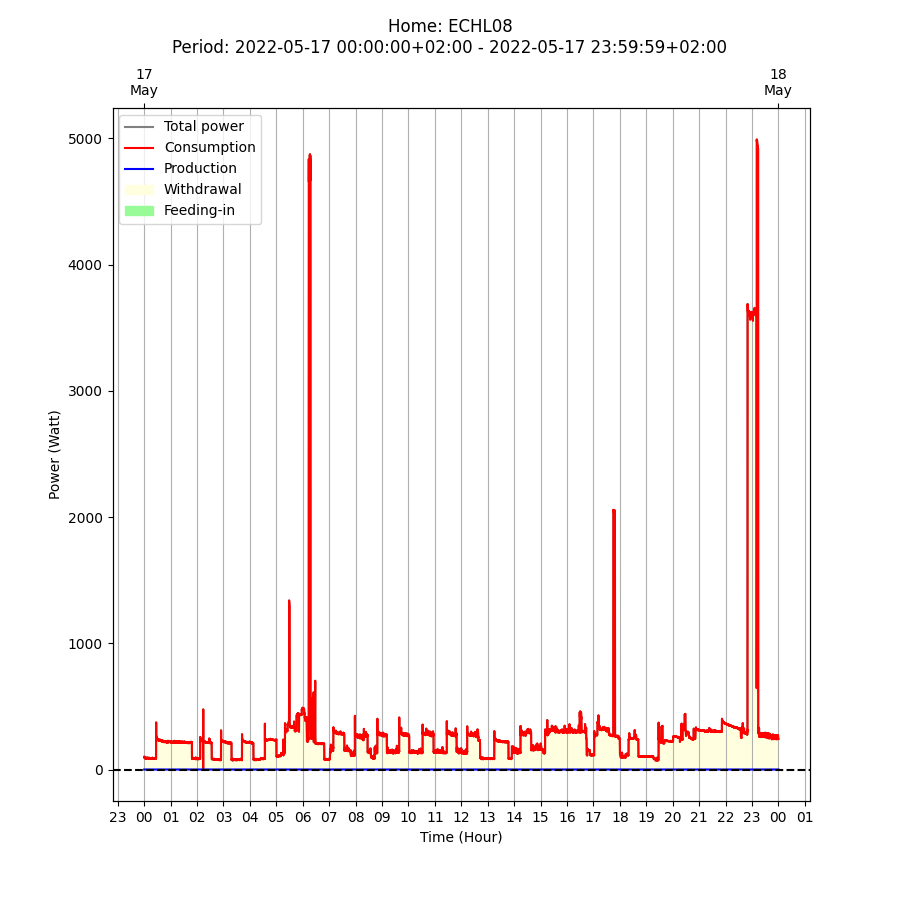 Home: ECHL08
Period: 2022-05-17 00:00:00+02:00 - 2022-05-17 23:59:59+02:00
17 18
May May
Total power
Consumption
Production
Withdrawal
Feeding-in
5000
4000
3000
2000
1000
0
Power (Watt)
23 00 01 02 03 04 05 06 07 08 09 10 11 12 13 14 15 16 17 18 19 20 21 22 23 00 01
Time (Hour)